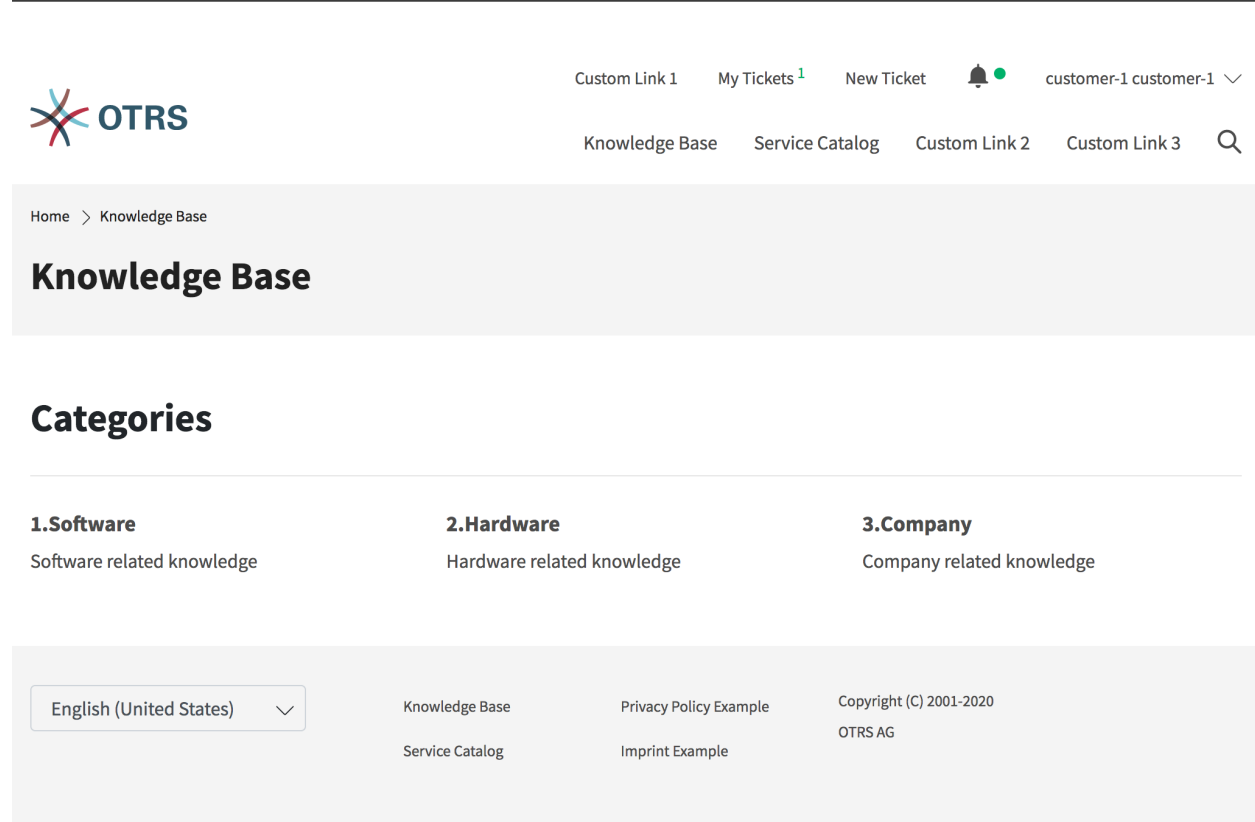 Custom Link 1 My Tickets 1 New Ticket customer-1 customer-1
OTRS
Knowledge Base Service Catalog Custom Link 2 Custom Link 3
Home > Knowledge Base
Knowledge Base
Categories
1.Software 2.Hardware 3.Company
Software related knowledge Hardware related knowledge Company related knowledge
English (United States) Knowledge Base Privacy Policy Example Copyright (C) 2001-2020
OTRS AG
Service Catalog Imprint Example